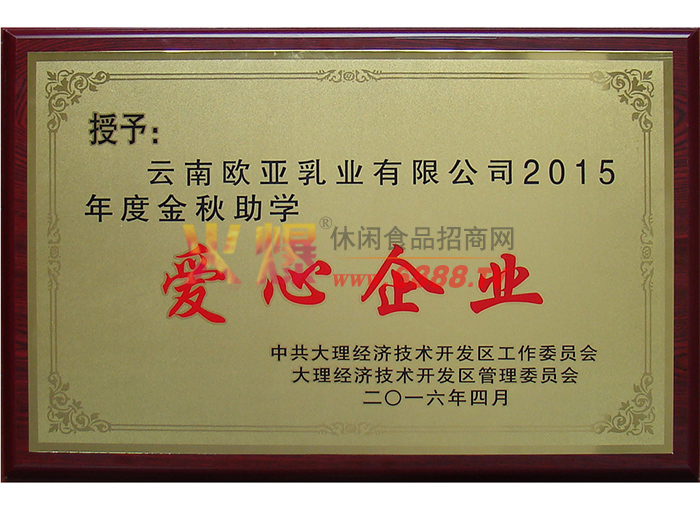 授予：
云南欧亚乳业有限公司2015
年度金秋助学
火爆®休闲食品招商网
爱心企业
中共大理经济技术开发区工作委员会
大理经济技术开发区管理委员会
二〇一六年四月